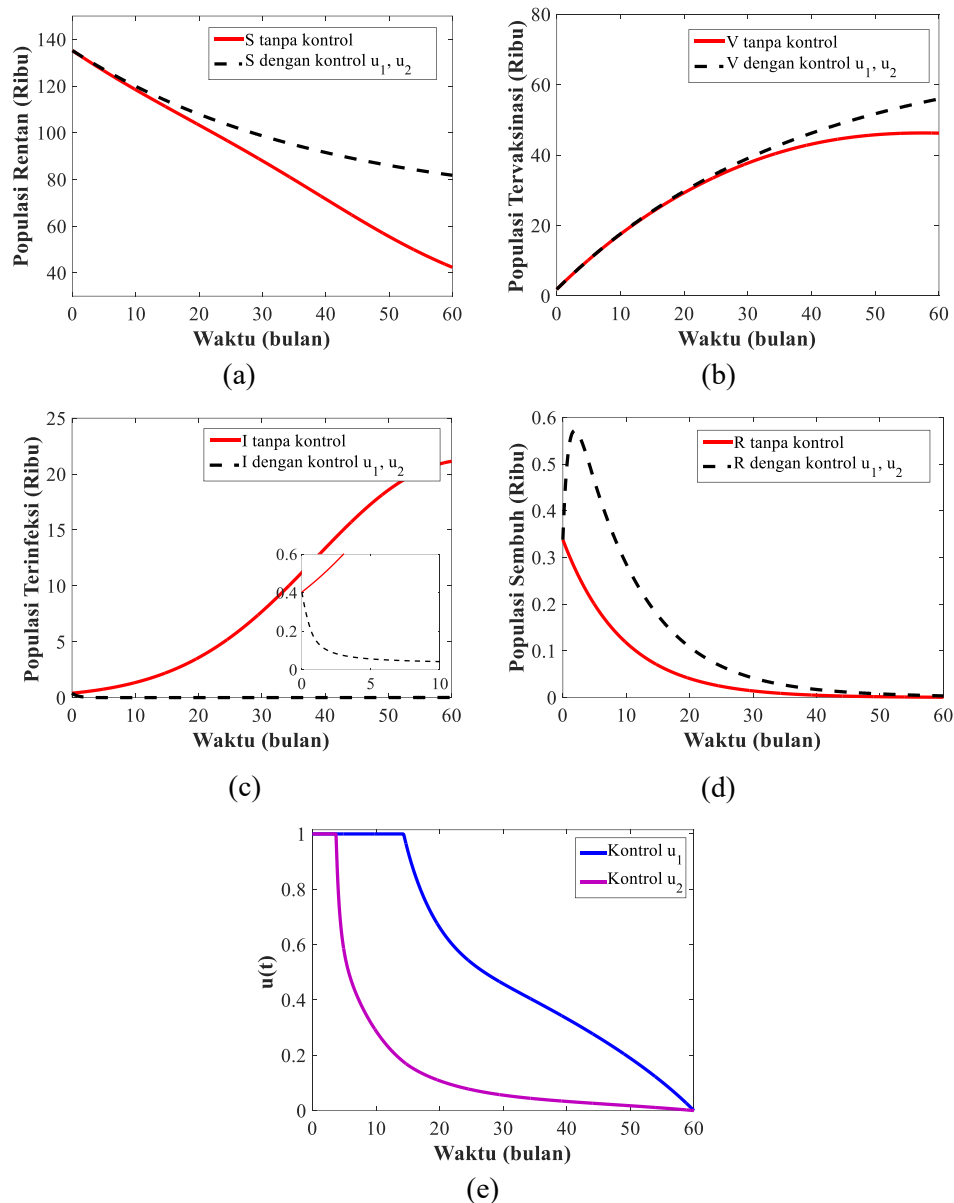 S tanpa kontrol
S dengan kontrol u1, u2
Populasi Rentan (Ribu)
140
120
100
80
60
40
0 10 20 30 40 50 60
Waktu (bulan)
(a)
V tanpa kontrol
V dengan kontrol u1, u2
Populasi Tervaksinasi (Ribu)
80
60
40
20
0
0 10 20 30 40 50 60
Waktu (bulan)
(b)
I tanpa kontrol
I dengan kontrol u1, u2
Populasi Terinfeksi (Ribu)
25
20
15
10
5
0
0.6
0.4
0.2
0
0 5 10
0 10 20 30 40 50 60
Waktu (bulan)
(c)
R tanpa kontrol
R dengan kontrol u1, u2
Populasi Sembuh (Ribu)
0.6
0.5
0.4
0.3
0.2
0.1
0
0 10 20 30 40 50 60
Waktu (bulan)
(d)
Kontrol u1
Kontrol u2
u(t)
1
0.8
0.6
0.4
0.2
0
0 10 20 30 40 50 60
Waktu (bulan)
(e)